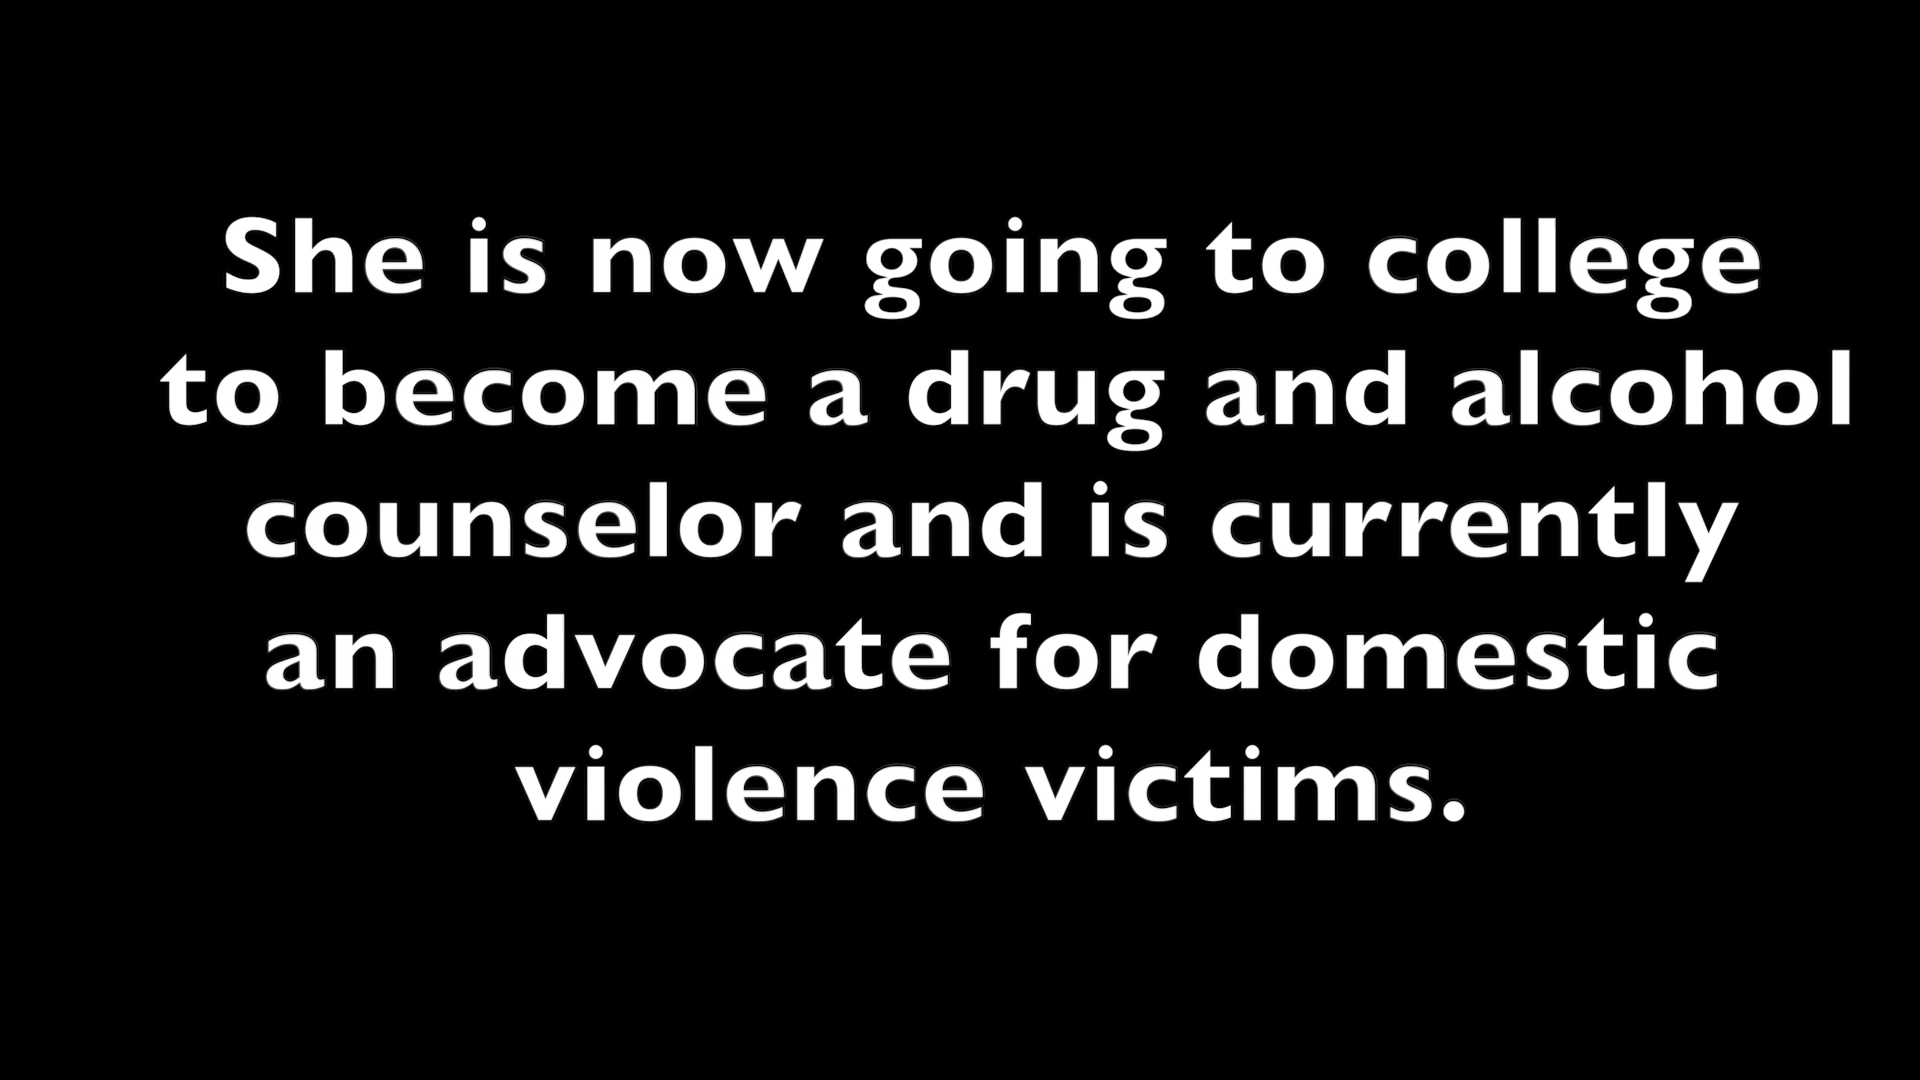 She is now going to college
to become a drug and alcohol
counselor and is currently
an advocate for domestic
violence victims.